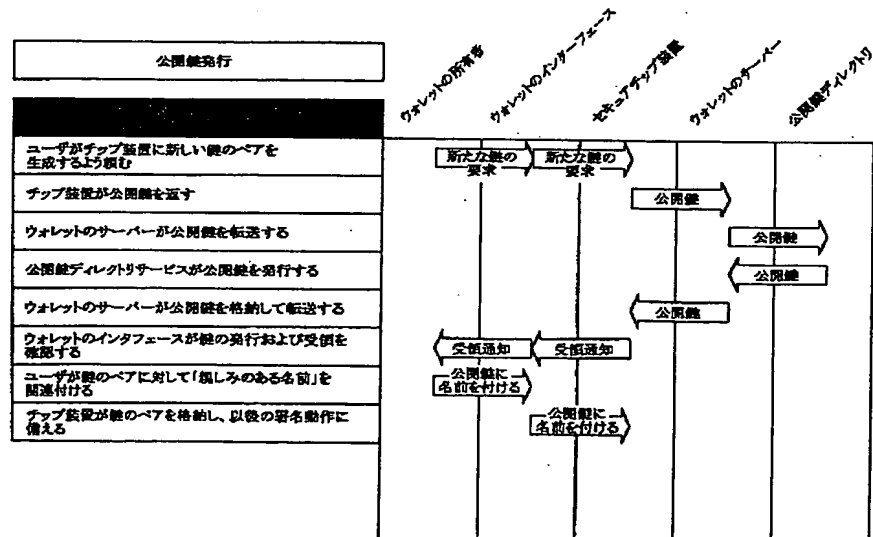 公開鍵発行
ウォレットの所有者
ウォレットのインターフェース
セキュアチップ装置
ウォレットのサーバー
公開鍵ディレクトリ
ユーザがチップ装置に新しい鍵のペアを
生成するよう頼む
新たな鍵の
要求
新たな鍵の
要求
チップ装置が公開鍵を返す
公開鍵
ウォレットのサーバーが公開鍵を転送する
公開鍵
公開鍵ディレクトリサービスが公開鍵を発行する
公開鍵
ウォレットのサーバーが公開鍵を格納して転送する
公開鍵
ウォレットのインタフェースが鍵の発行および受領を
確認する
受領通知
受領通知
ユーザが鍵のペアに対して「親しみのある名前」を
関連付ける
公開鍵に
名前を付ける
チップ装置が鍵のペアを格納し、以後の署名動作に
備える
公開鍵に
名前を付ける